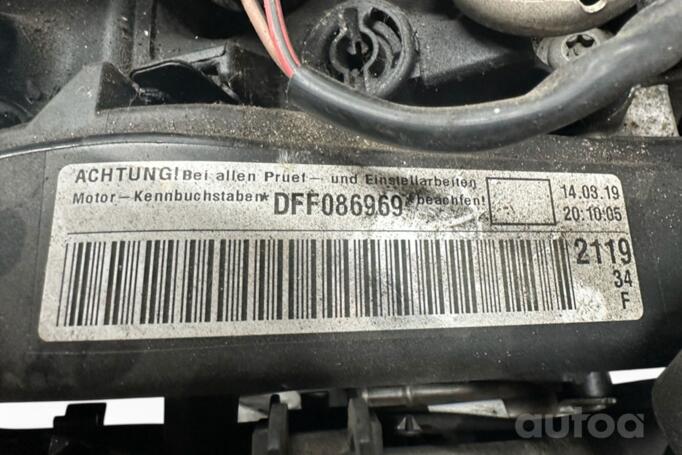 ACHTUNG! Bei allen Pruef – und Einstellarbeiten
Motor – Kennbuchstaben* DFF086969 * beachten!
14.03.19
20:10:05
2119
34
F
autoa